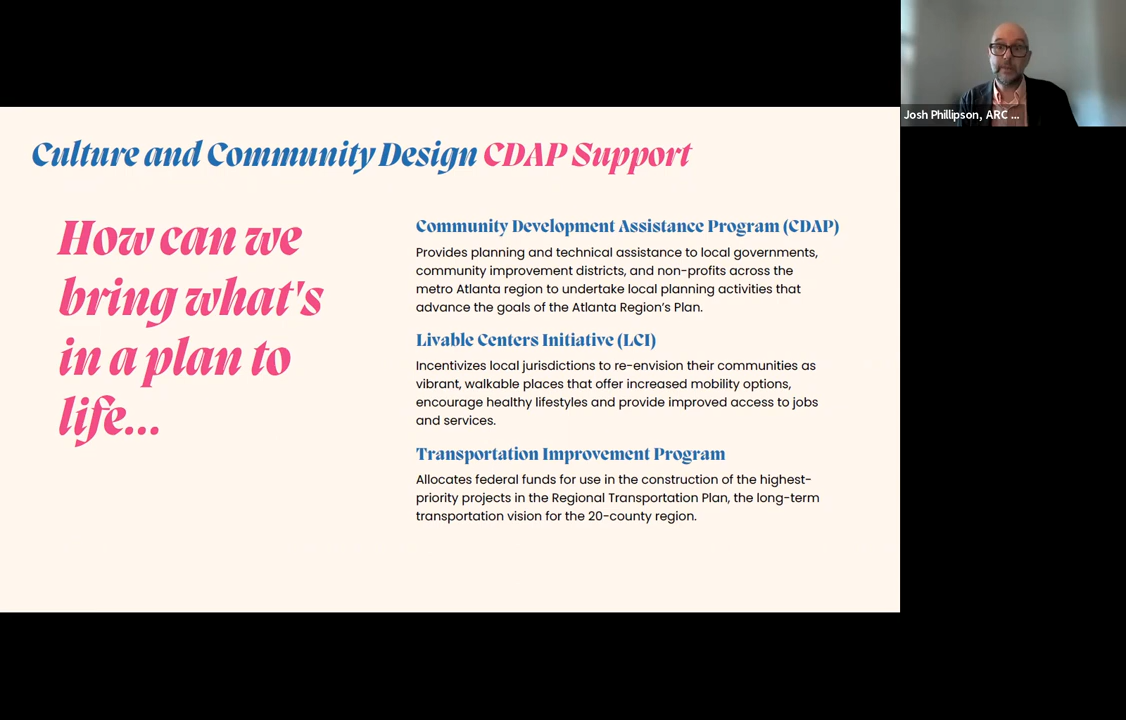 Culture and Community Design CDAP Support
How can we
bring what's
in a plan to
life...
Community Development Assistance Program (CDAP)
Provides planning and technical assistance to local governments,
community improvement districts, and non-profits across the
metro Atlanta region to undertake local planning activities that
advance the goals of the Atlanta Region’s Plan.
Livable Centers Initiative (LCI)
Incentivizes local jurisdictions to re-envision their communities as
vibrant, walkable places that offer increased mobility options,
encourage healthy lifestyles and provide improved access to jobs
and services.
Transportation Improvement Program
Allocates federal funds for use in the construction of the highest-
priority projects in the Regional Transportation Plan, the long-term
transportation vision for the 20-county region.
Josh Phillipson, ARC ...